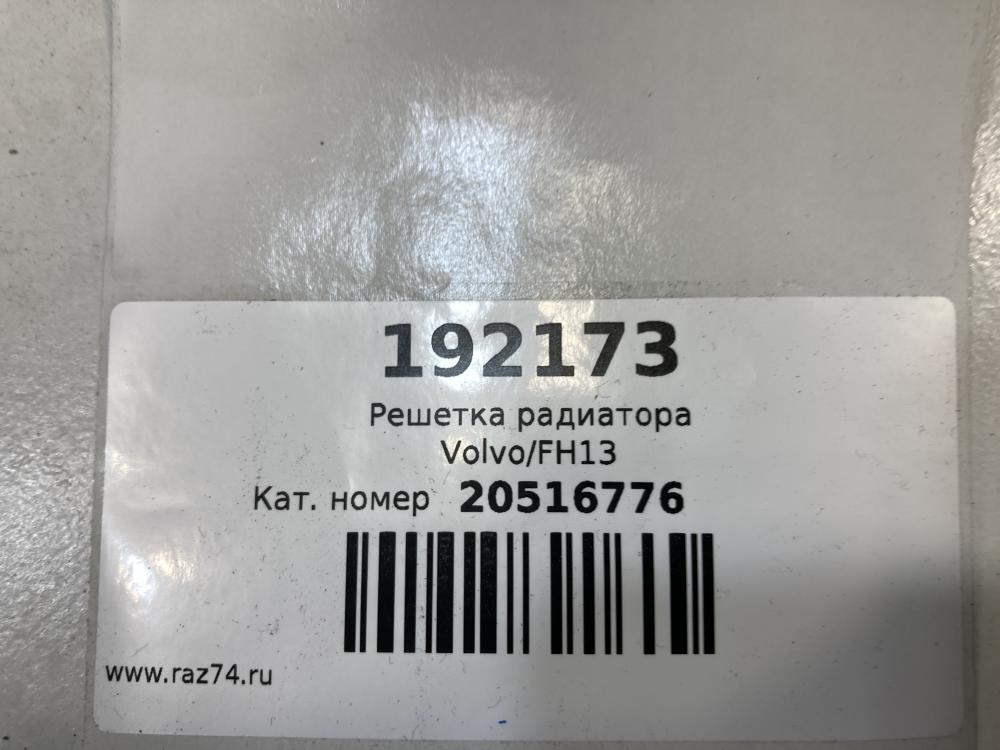 192173
Решетка радиатора
Volvo/FH13
Кат. номер 20516776
www.raz74.ru